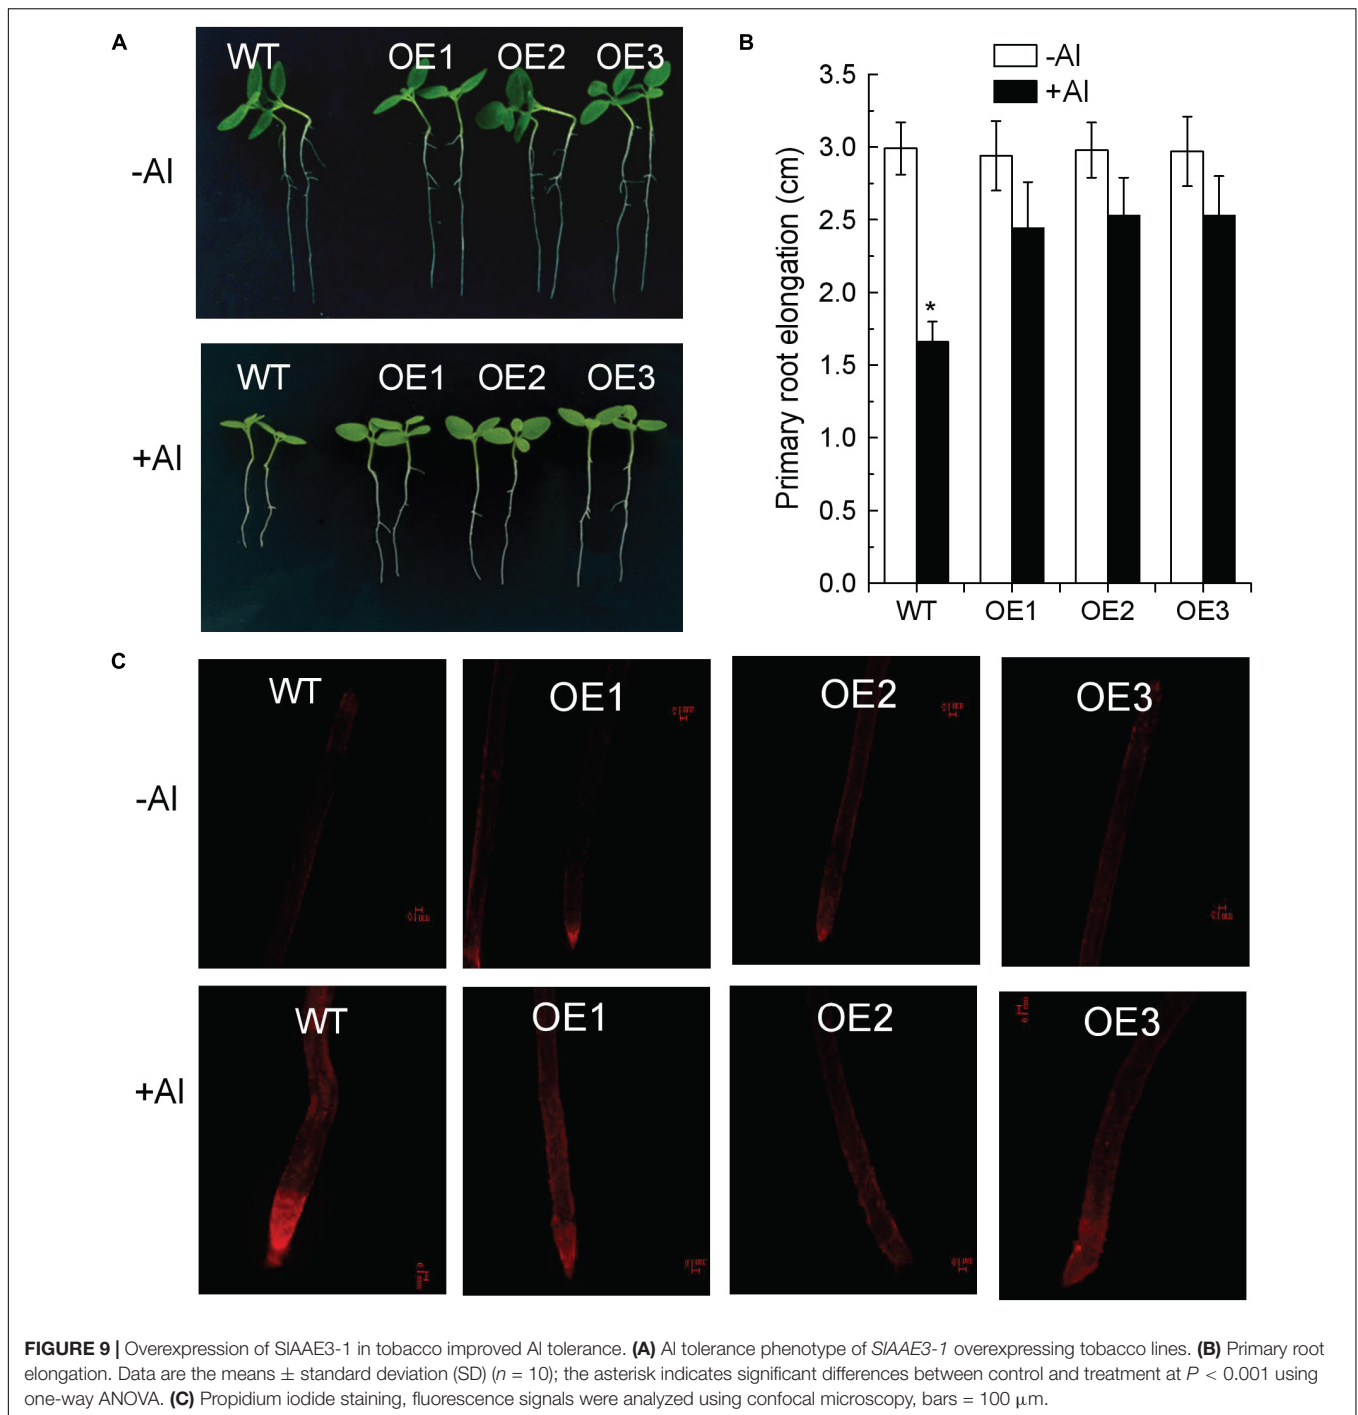 A
WT OE1 OE2 OE3
-Al
WT OE1 OE2 OE3
+Al
B
-Al
+Al
Primary root elongation (cm)
3.5
3.0
2.5
2.0
1.5
1.0
0.5
0.0
*
WT OE1 OE2 OE3
C
WT OE1 OE2 OE3
-Al
WT OE1 OE2 OE3
+Al
FIGURE 9 | Overexpression of SlAAE3-1 in tobacco improved Al tolerance. (A) Al tolerance phenotype of SlAAE3-1 overexpressing tobacco lines. (B) Primary root
elongation. Data are the means ± standard deviation (SD) (n = 10); the asterisk indicates significant differences between control and treatment at P < 0.001 using
one-way ANOVA. (C) Propidium iodide staining, fluorescence signals were analyzed using confocal microscopy, bars = 100 μm.